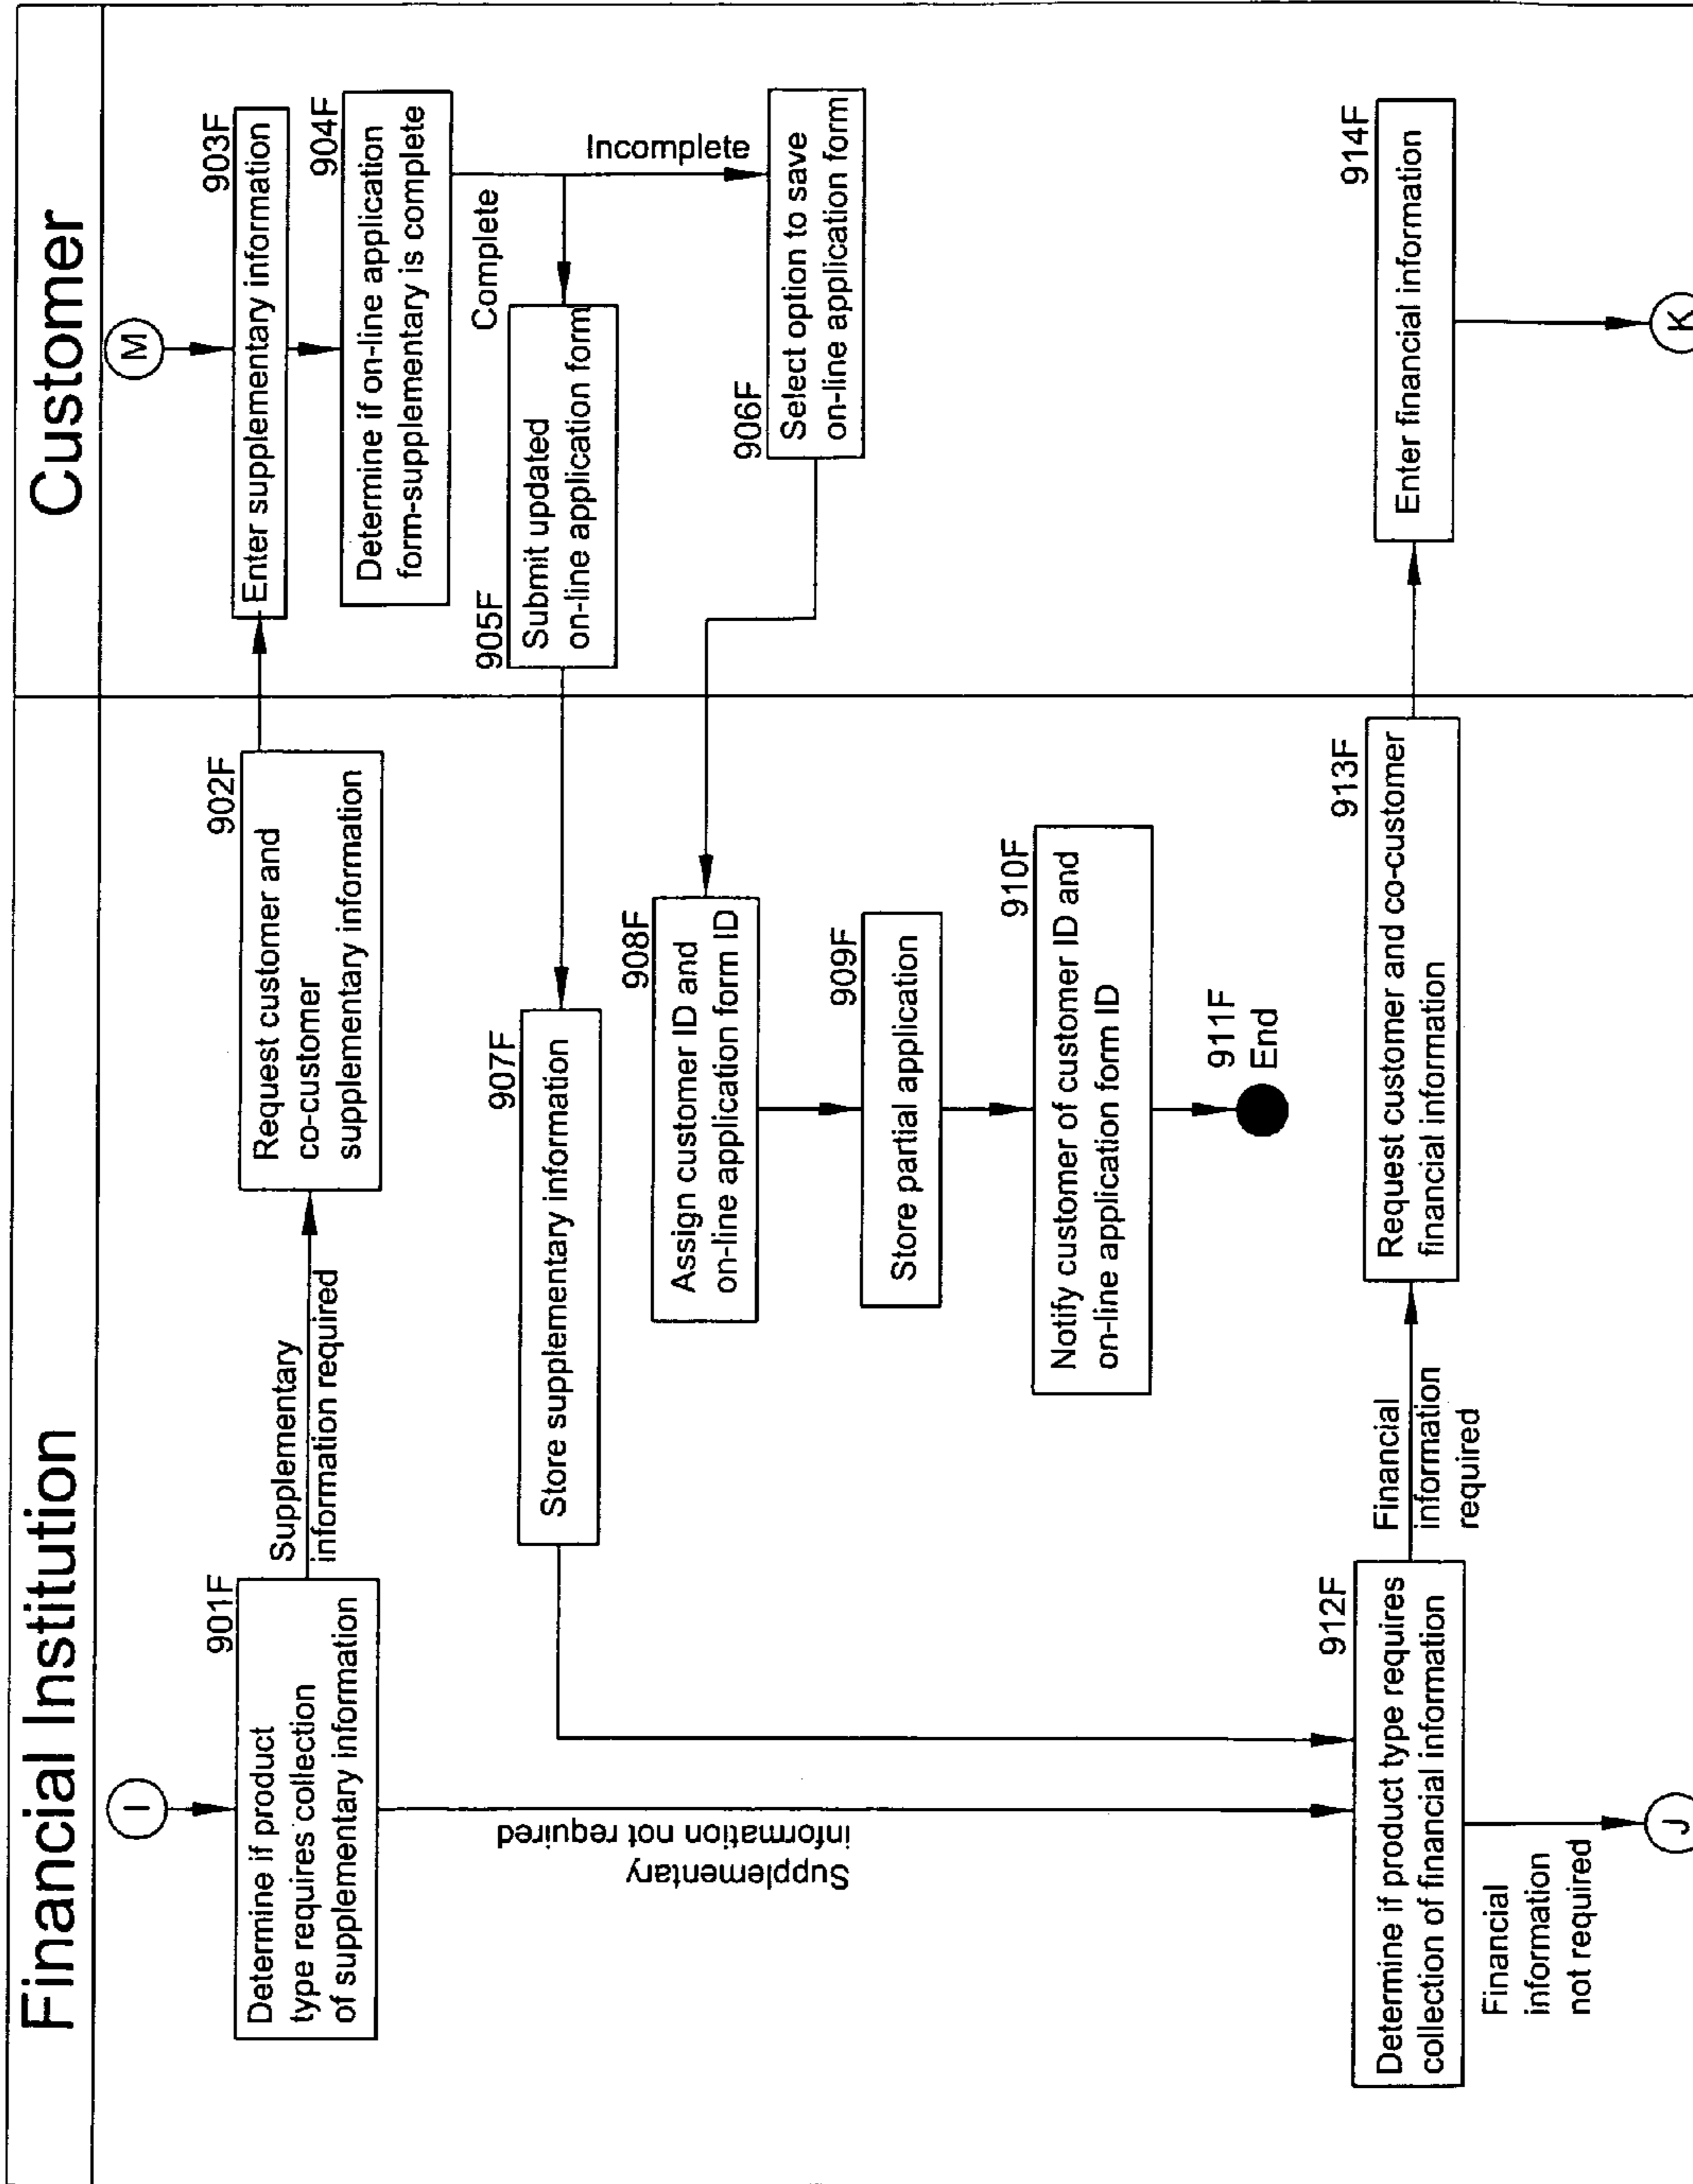 Financial Institution
Customer
I
M
901F
Determine if product
type requires collection
of supplementary information
Supplementary
information required
902F
Request customer and
co-customer
supplementary information
903F
Enter supplementary information
904F
Determine if on-line application
form-supplementary is complete
Complete
Incomplete
905F
Submit updated
on-line application form
906F
Select option to save
on-line application form
907F
Store supplementary information
908F
Assign customer ID and
on-line application form ID
909F
Store partial application
910F
Notify customer of customer ID and
on-line application form ID
911F
End
Supplementary
information not required
912F
Determine if product type requires
collection of financial information
Financial
information
required
913F
Request customer and co-customer
financial information
914F
Enter financial information
Financial
information
not required
J
K